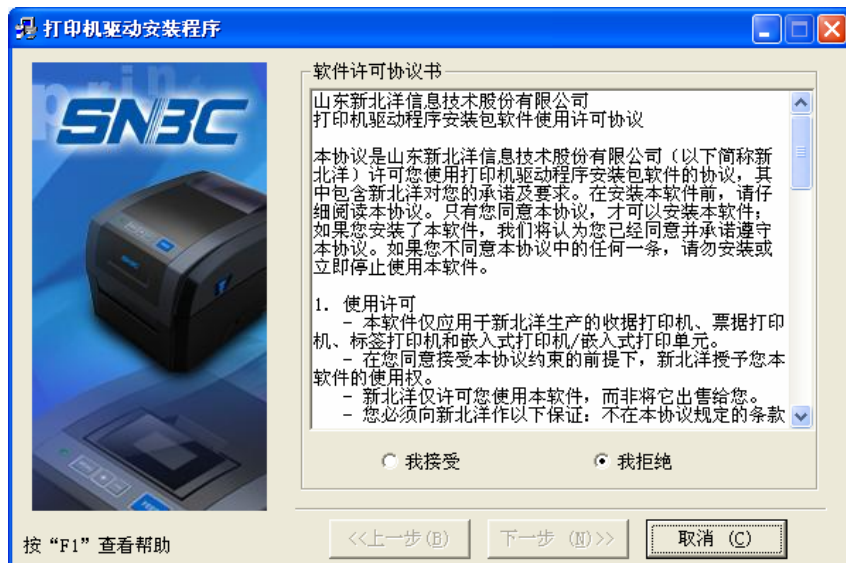 打印机驱动安装程序
prin
SNBC
软件许可协议书
山东新北洋信息技术股份有限公司
打印机驱动程序安装包软件使用许可协议
本协议是山东新北洋信息技术股份有限公司（以下简称新
北洋）许可您使用打印机驱动程序安装包软件的协议，其
中包含新北洋对您的承诺及要求。在安装本软件前，请仔
细阅读本协议。只有您同意本协议，才可以安装本软件；
如果您安装了本软件，我们将认为您已经同意并承诺遵守
本协议。如果您不同意本协议中的任何一条，请勿安装或
立即停止使用本软件。
1. 使用许可
- 本软件仅应用于新北洋生产的收据打印机、票据打印
机、标签打印机和嵌入式打印机/嵌入式打印单元。
- 在您同意接受本协议约束的前提下，新北洋授予您本
软件的使用权。
- 新北洋仅许可您使用本软件，而非将它出售给您。
- 您必须向新北洋作以下保证：不在本协议规定的条款
我接受
我拒绝
按“F1”查看帮助
<<上一步(B)
下一步 (N)>>
取消 (C)